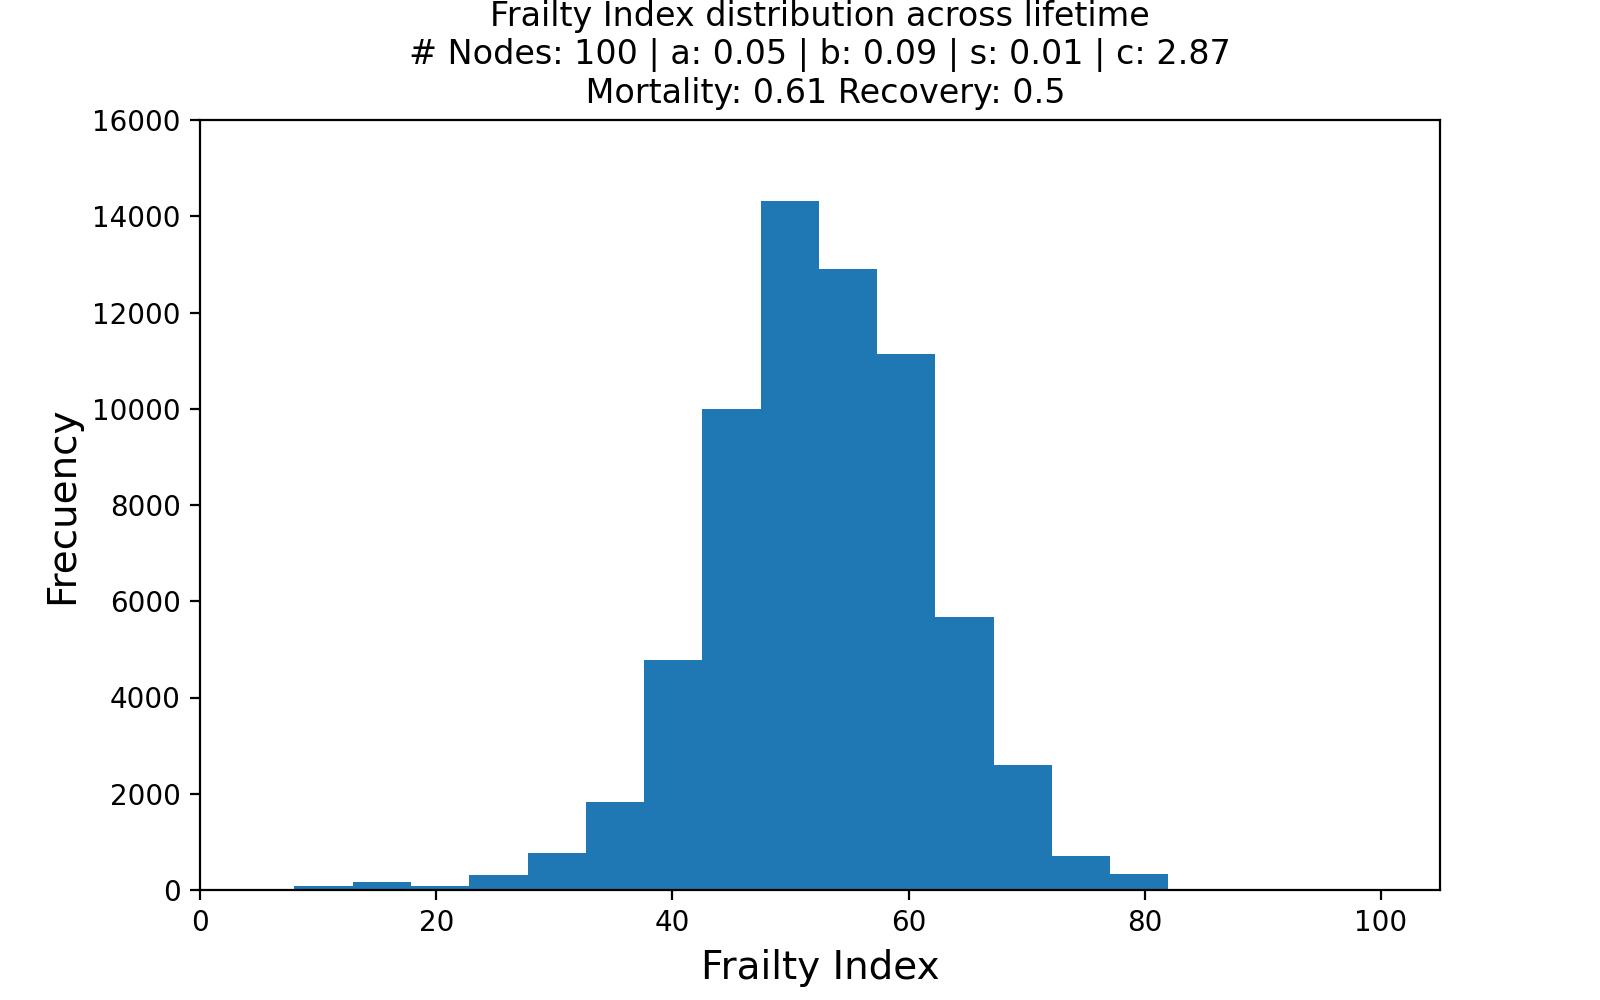 Frailty Index distribution across lifetime
# Nodes: 100 | a: 0.05 | b: 0.09 | s: 0.01 | c: 2.87
Mortality: 0.61 Recovery: 0.5
16000
14000
12000
10000
8000
6000
4000
2000
0
Frecuency
0 20 40 60 80 100
Frailty Index